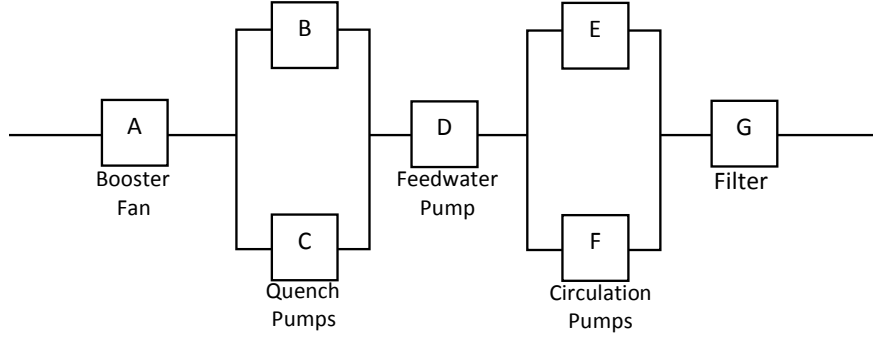 A
Booster
Fan
B
C
Quench
Pumps
D
Feedwater
Pump
E
F
Circulation
Pumps
G
Filter